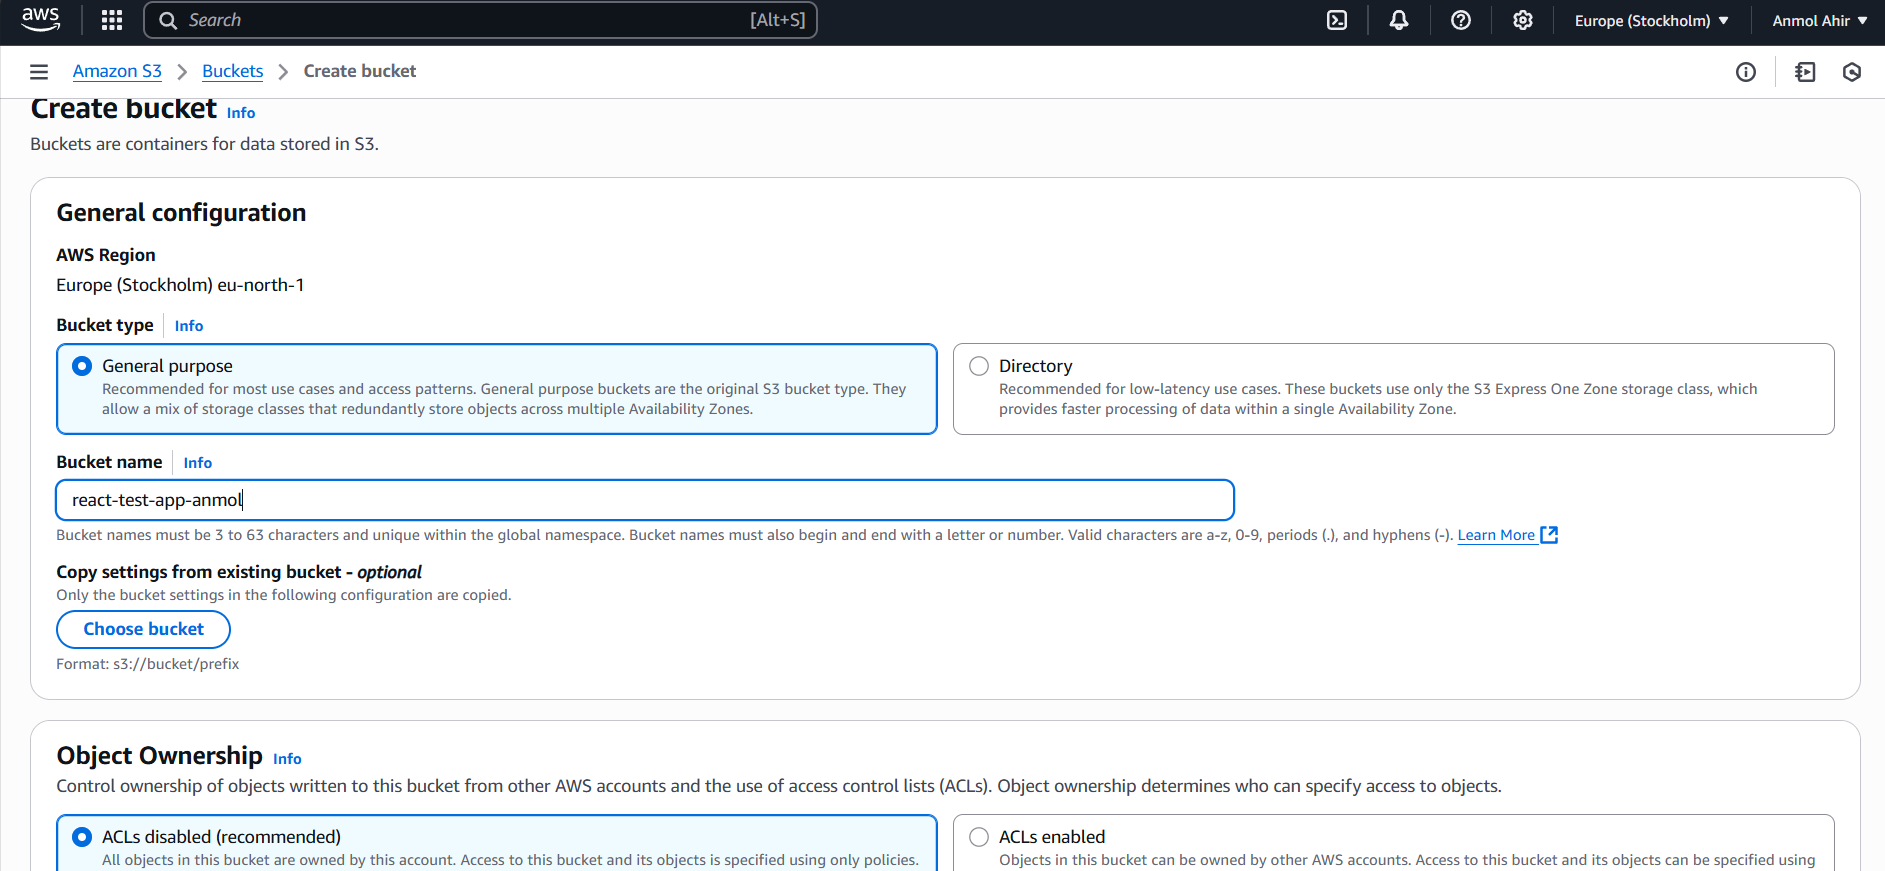 aws
Search
[Alt+S]
Europe (Stockholm)
Anmol Ahir
Amazon S3
Buckets
Create bucket
Create bucket Info
Buckets are containers for data stored in S3.
General configuration
AWS Region
Europe (Stockholm) eu-north-1
Bucket type Info
General purpose
Recommended for most use cases and access patterns. General purpose buckets are the original S3 bucket type. They
allow a mix of storage classes that redundantly store objects across multiple Availability Zones.
Directory
Recommended for low-latency use cases. These buckets use only the S3 Express One Zone storage class, which
provides faster processing of data within a single Availability Zone.
Bucket name Info
react-test-app-anmol
Bucket names must be 3 to 63 characters and unique within the global namespace. Bucket names must also begin and end with a letter or number. Valid characters are a-z, 0-9, periods (.), and hyphens (-). Learn More
Copy settings from existing bucket - optional
Only the bucket settings in the following configuration are copied.
Choose bucket
Format: s3://bucket/prefix
Object Ownership Info
Control ownership of objects written to this bucket from other AWS accounts and the use of access control lists (ACLs). Object ownership determines who can specify access to objects.
ACLs disabled (recommended)
All objects in this bucket are owned by this account. Access to this bucket and its objects is specified using only policies.
ACLs enabled
Objects in this bucket can be owned by other AWS accounts. Access to this bucket and its objects can be specified using